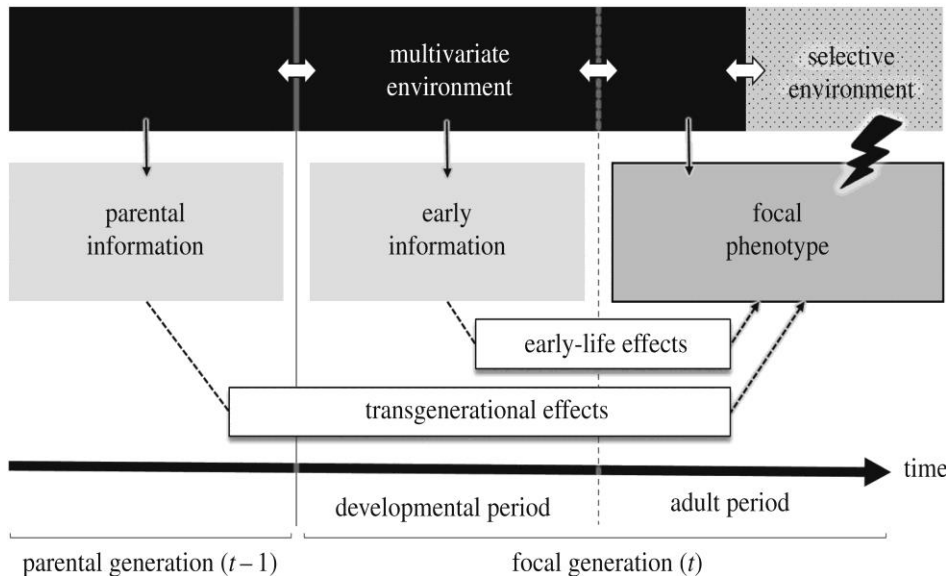 multivariate
environment
selective
environment
parental
information
early
information
focal
phenotype
early-life effects
transgenerational effects
time
developmental period
adult period
parental generation (t – 1)
focal generation (t)